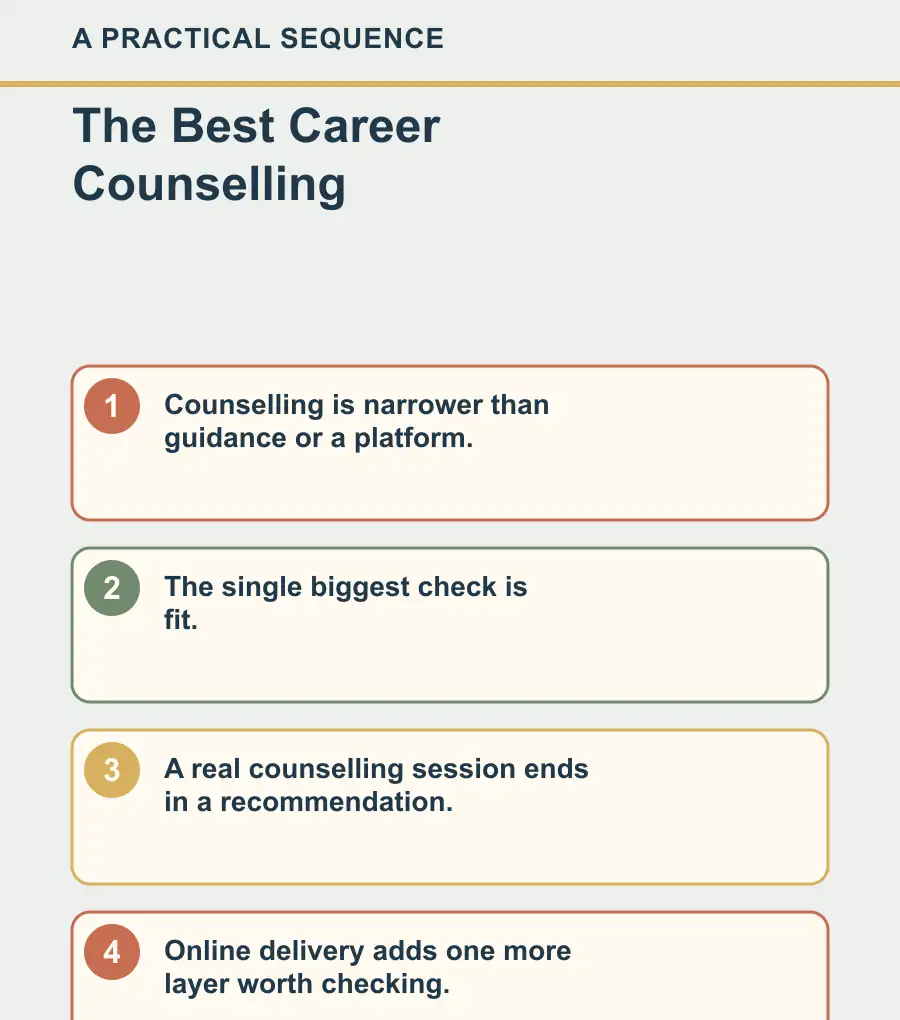 A PRACTICAL SEQUENCE
The Best Career
Counselling
1
Counselling is narrower than
guidance or a platform.
2
The single biggest check is
fit.
3
A real counselling session ends
in a recommendation.
4
Online delivery adds one more
layer worth checking.